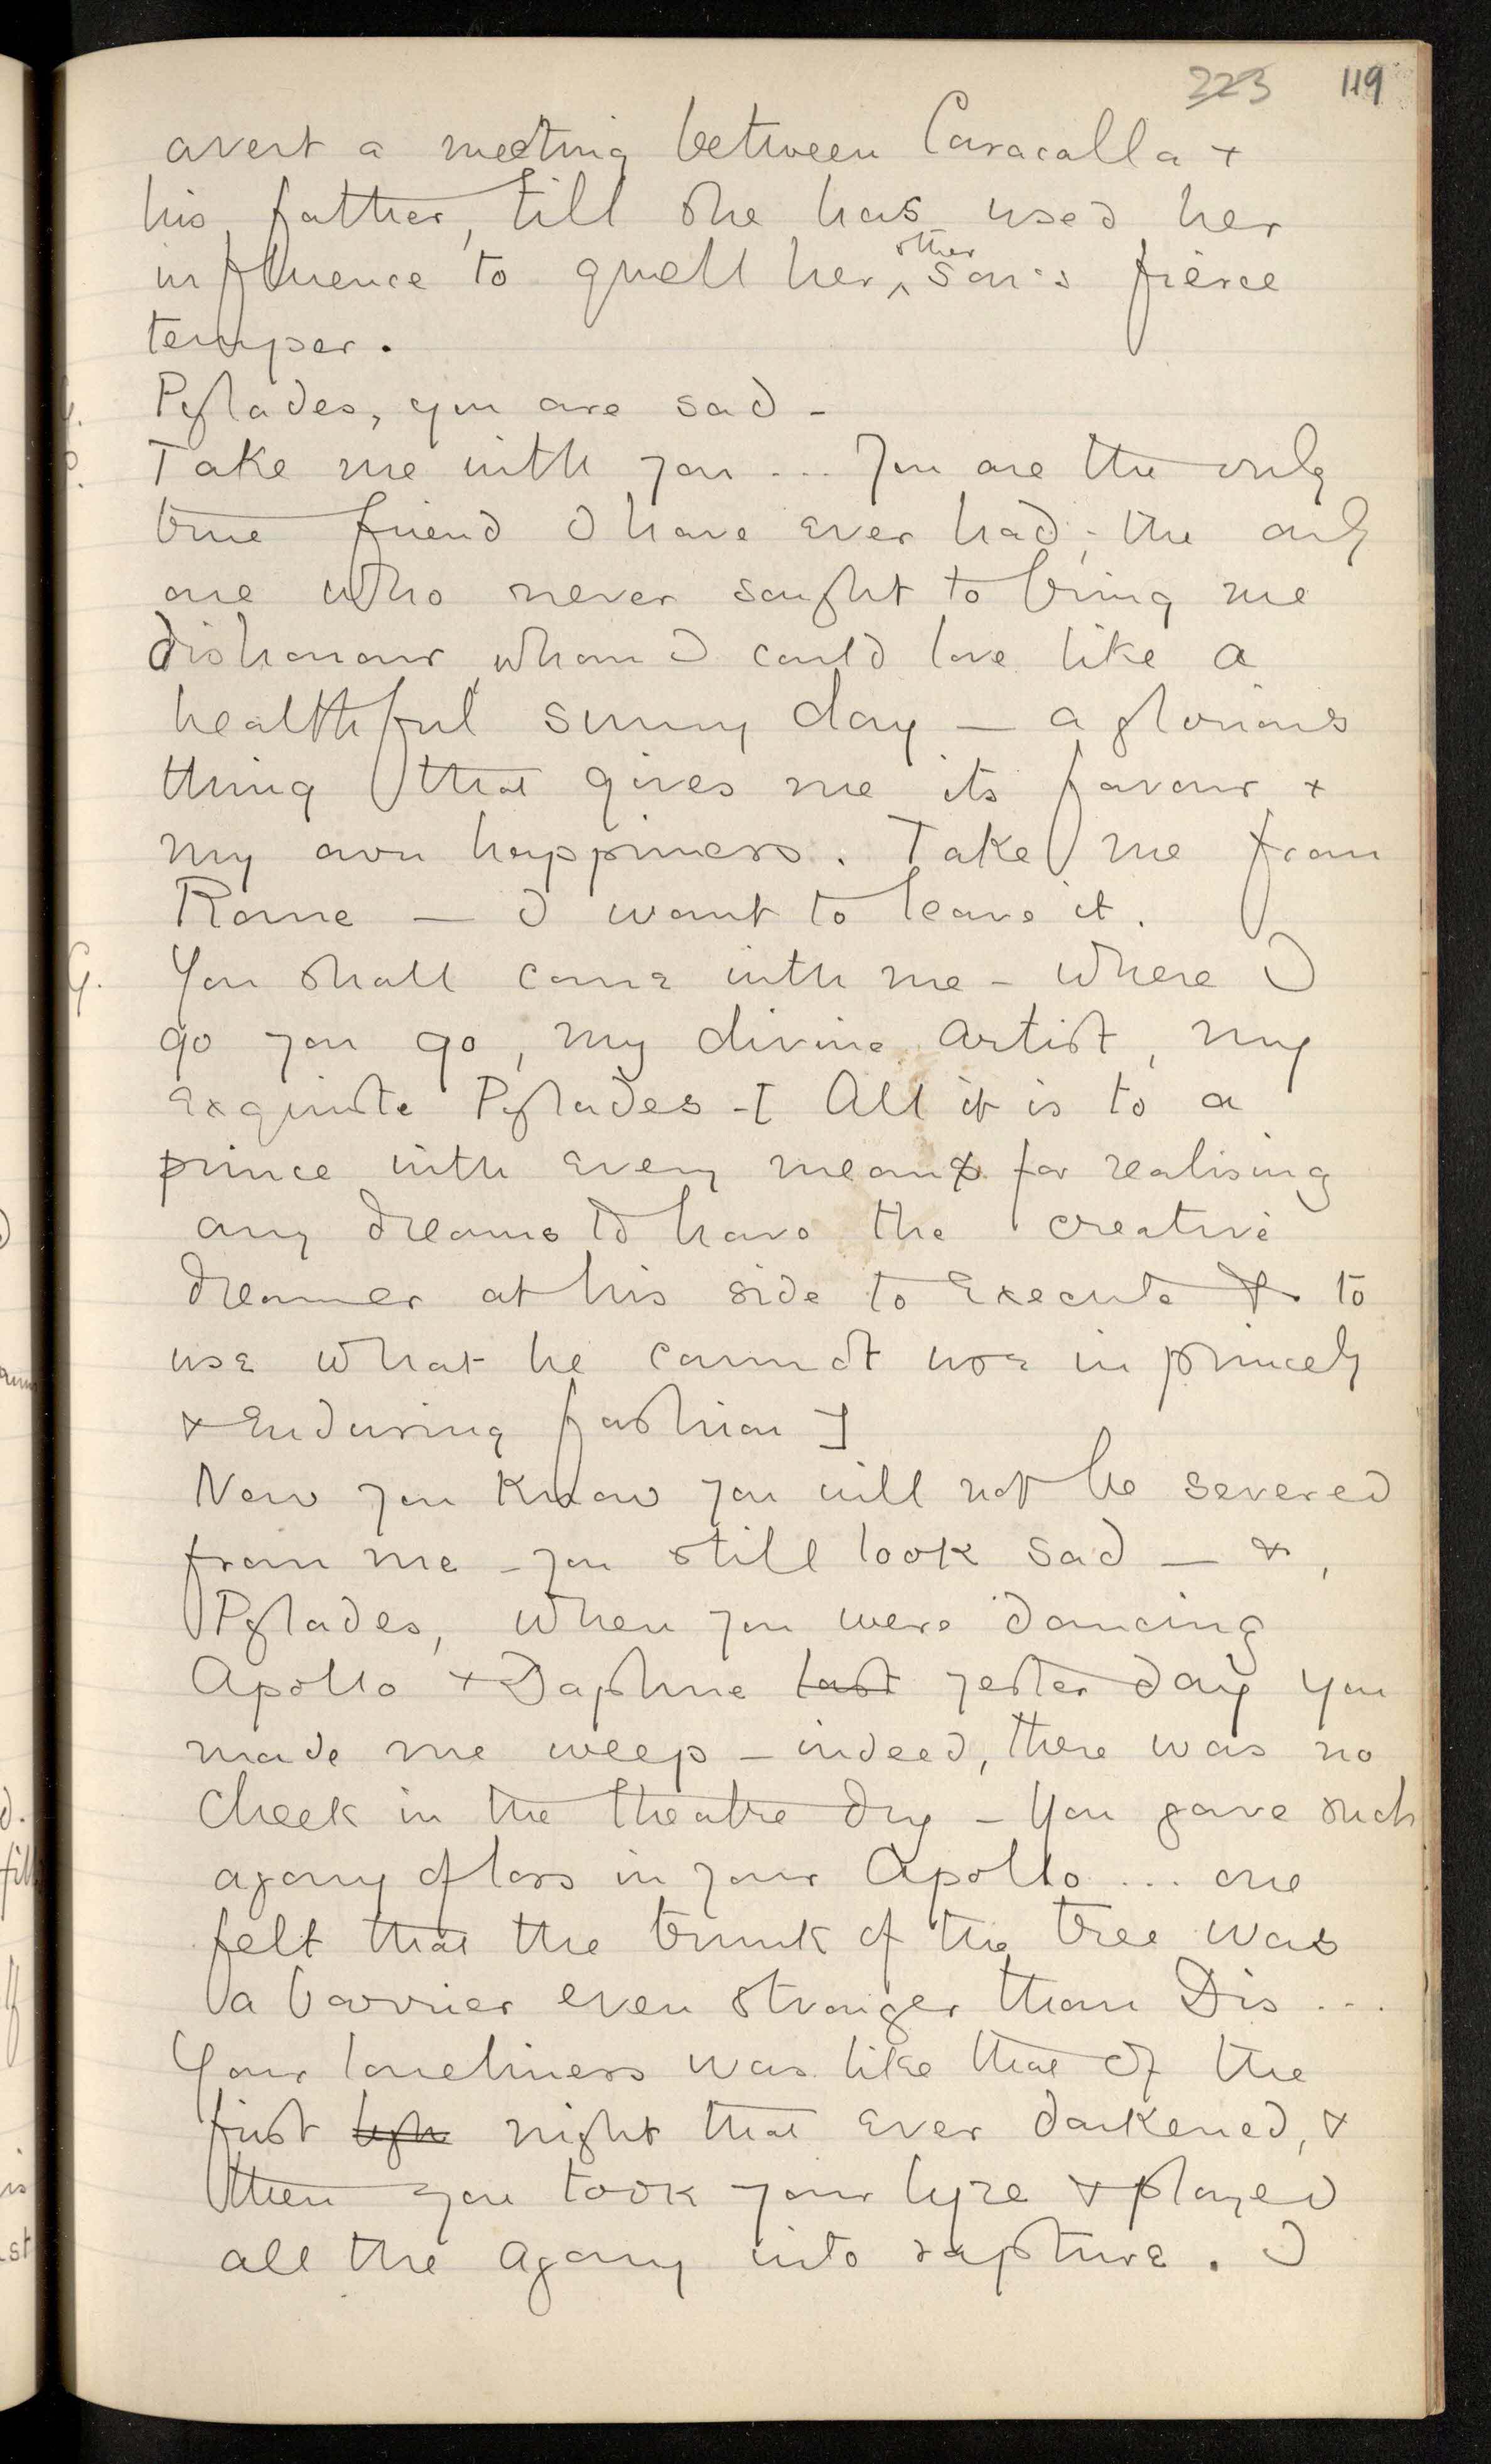 223 119
avert a meeting between Caracalla +
his father, till she has used her
influence to quell her ^other son's fierce
temper.
G. Pylades, you are sad –
P. Take me with you ... You are the only
true friend I have ever had; the only
one who never sought to bring me
dishonour, whom I could love like a
healthful sunny day – a glorious
thing that gives me its favour +
my own happiness. Take me from
Rome – I want to leave it.
G. You shall come with me – where I
go you go, my divine artist, my
exquisite Pylades – [ All it is to a
prince with every means for realising
any dreams to have the creative
dreamer at his side to execute & to
use what he cannot use in princely
& enduring fashion ]
Now you know you will not be severed
from me – you still look sad – &,
Pylades, when you were dancing
Apollo + Daphne last yesterday you
made me weep – indeed, there was no
cheek in the theatre dry – You gave such
agony of loss in your Apollo ... one
felt that the trunk of the tree was
a barrier even stronger than Dis ...
Your loneliness was like that of the
first ligh night that ever darkened, &
then you took your lyre & played
all the agony into rapture. I